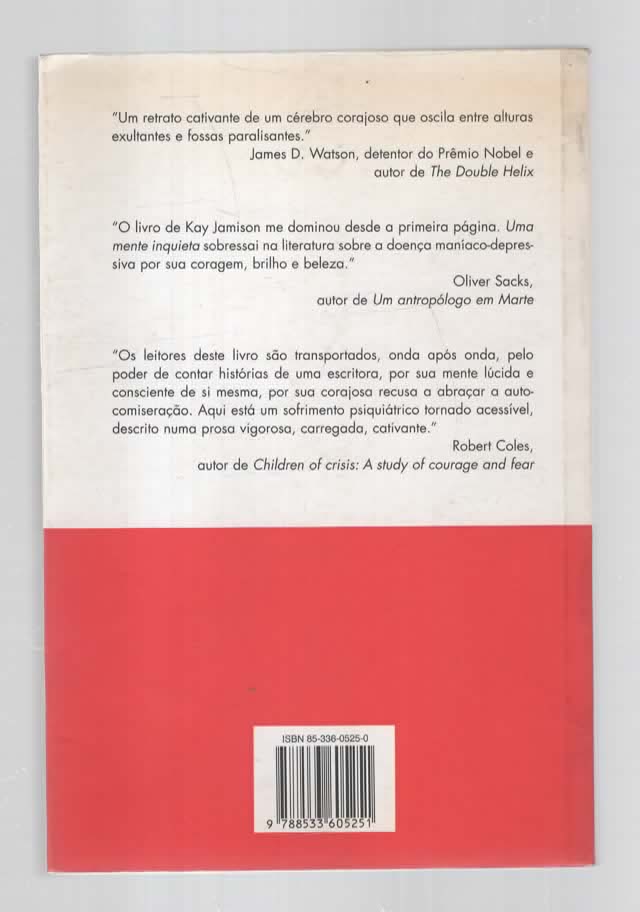 “Um retrato cativante de um cérebro corajoso que oscila entre alturas
exultantes e fossas paralisantes.”
James D. Watson, detentor do Prêmio Nobel e
autor de The Double Helix
“O livro de Kay Jamison me dominou desde a primeira página. Uma
mente inquieta sobressai na literatura sobre a doença maníaco-depres-
siva por sua coragem, brilho e beleza.”
Oliver Sacks,
autor de Um antropólogo em Marte
“Os leitores deste livro são transportados, onda após onda, pelo
poder de contar histórias de uma escritora, por sua mente lúcida e
consciente de si mesma, por sua corajosa recusa a abraçar a auto-
comiseração. Aqui está um sofrimento psiquiátrico tornado acessível,
descrito numa prosa vigorosa, carregada, cativante.”
Robert Coles,
autor de Children of crisis: A study of courage and fear
ISBN 85-336-0525-0
9 788533 605251